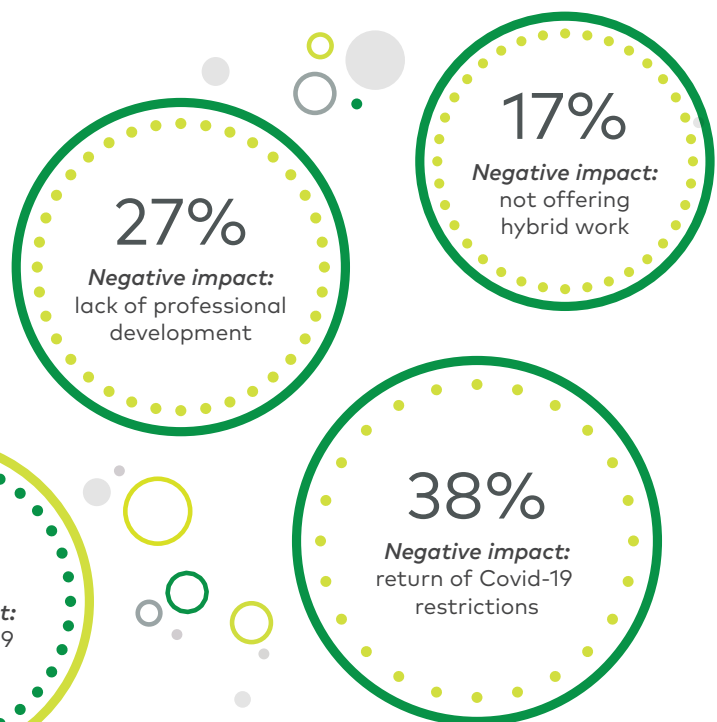 17%
Negative impact:
not offering
hybrid work
27%
Negative impact:
lack of professional
development
38%
Negative impact:
return of Covid-19
restrictions
t:
9